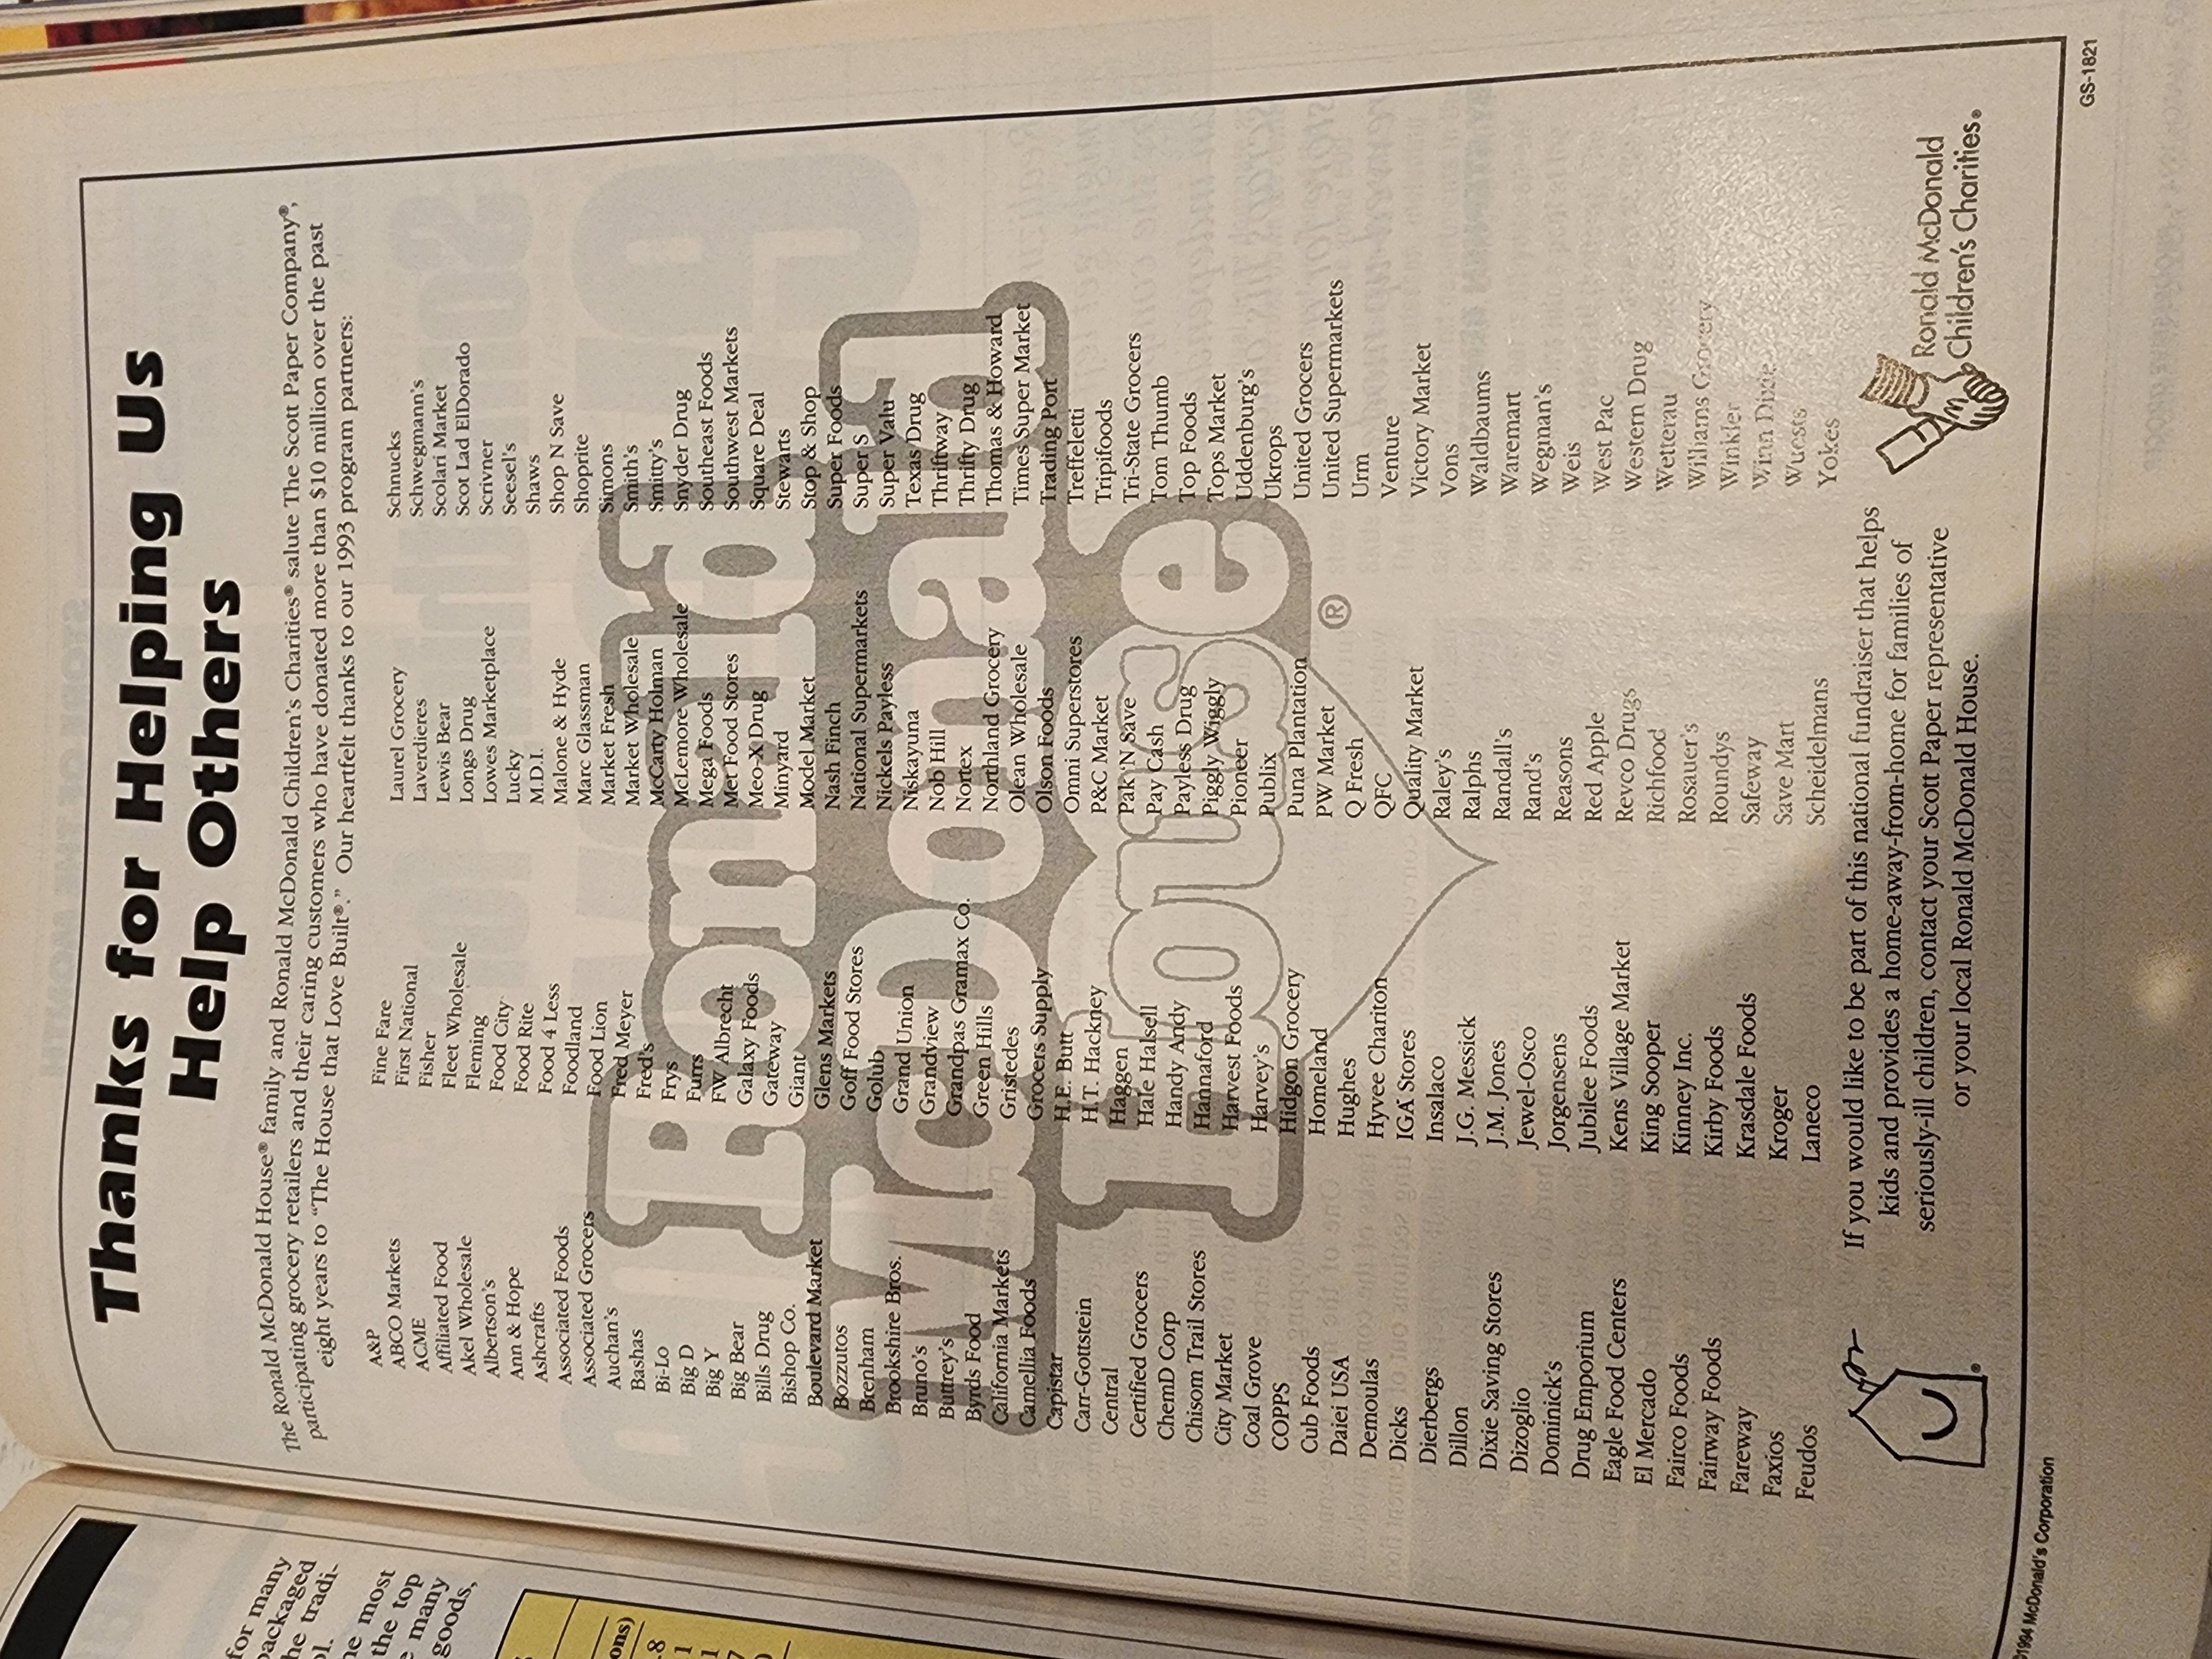 Thanks for Helping Us
Help Others
The Ronald McDonald House® family and Ronald McDonald Children's Charities® salute The Scott Paper Company®,
participating grocery retailers and their caring customers who have donated more than $10 million over the past
eight years to “The House that Love Built®.” Our heartfelt thanks to our 1993 program partners:
A&P
ABCO Markets
ACME
Affiliated Food
Akel Wholesale
Albertson's
Ann & Hope
Ashcrafts
Associated Foods
Associated Grocers
Auchan's
Bashas
Bi-Lo
Big D
Big Y
Big Bear
Bills Drug
Bishop Co.
Boulevard Market
Bozzutos
Brenham
Brookshire Bros.
Bruno's
Buttrey's
Byrds Food
California Markets
Camellia Foods
Capistar
Carr-Gottstein
Central
Certified Grocers
ChemD Corp
Chisom Trail Stores
City Market
Coal Grove
COPPS
Cub Foods
Daiei USA
Demoulas
Dicks
Dierbergs
Dillon
Dixie Saving Stores
Dizoglio
Dominick's
Drug Emporium
Eagle Food Centers
El Mercado
Fairco Foods
Fairway Foods
Fareway
Faxios
Feudos
Fine Fare
First National
Fisher
Fleet Wholesale
Fleming
Food City
Food Rite
Food 4 Less
Foodland
Food Lion
Fred Meyer
Fred's
Frys
Furrs
FW Albrecht
Galaxy Foods
Gateway
Giant
Glens Markets
Goff Food Stores
Golub
Grand Union
Grandview
Grandpas Gramax Co.
Green Hills
Gristedes
Grocers Supply
H.E. Butt
H.T. Hackney
Haggen
Hale Halsell
Handy Andy
Hannaford
Harvest Foods
Harvey's
Hidgon Grocery
Homeland
Hughes
Hyvee Chariton
IGA Stores
Insalaco
J.G. Messick
J.M. Jones
Jewel-Osco
Jorgensens
Jubilee Foods
Kens Village Market
King Sooper
Kinney Inc.
Kirby Foods
Krasdale Foods
Kroger
Laneco
Laurel Grocery
Laverdieres
Lewis Bear
Longs Drug
Lowes Marketplace
Lucky
M.D.I.
Malone & Hyde
Marc Glassman
Market Fresh
Market Wholesale
McCarty Holman
McLemore Wholesale
Mega Foods
Met Food Stores
Meo-X Drug
Minyard
Model Market
Nash Finch
National Supermarkets
Nickels Payless
Niskayuna
Nob Hill
Nortex
Northland Grocery
Olean Wholesale
Olson Foods
Omni Superstores
P&C Market
Pak 'N Save
Pay Cash
Payless Drug
Piggly Wiggly
Pioneer
Publix
Puna Plantation
PW Market
Q Fresh
QFC
Quality Market
Raley's
Ralphs
Randall's
Rand's
Reasons
Red Apple
Revco Drugs
Richfood
Rosauer's
Roundys
Safeway
Save Mart
Scheidelmans
Schnucks
Schwegmann's
Scolari Market
Scot Lad ElDorado
Scrivner
Seesel's
Shaws
Shop N Save
Shoprite
Simons
Smith's
Smitty's
Snyder Drug
Southeast Foods
Southwest Markets
Square Deal
Stewarts
Stop & Shop
Super Foods
Super S
Super Valu
Texas Drug
Thriftway
Thrifty Drug
Thomas & Howard
Times Super Market
Trading Port
Treffeletti
Tripifoods
Tri-State Grocers
Tom Thumb
Top Foods
Tops Market
Uddenburg's
Ukrops
United Grocers
United Supermarkets
Urm
Venture
Victory Market
Vons
Waldbaums
Waremart
Wegman's
Weis
West Pac
Western Drug
Wetterau
Williams Grocery
Winkler
Winn Dixie
Wuests
Yokes
Ronald
McDonald
House
®
If you would like to be part of this national fundraiser that helps
kids and provides a home-away-from-home for families of
seriously-ill children, contact your Scott Paper representative
or your local Ronald McDonald House.
Ronald McDonald
Children's Charities®
©1994 McDonald's Corporation
GS-1821
for many
packaged
tradi-
most
the top
many
goods,